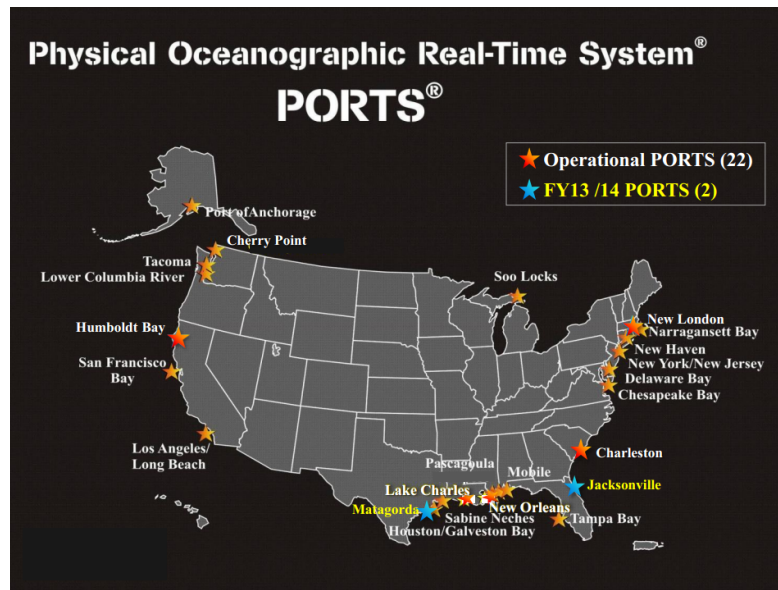 Physical Oceanographic Real-Time System®
PORTS®
Operational PORTS (22)
FY13 /14 PORTS (2)
Port of Anchorage
Cherry Point
Tacoma
Lower Columbia River
Soo Locks
Humboldt Bay
New London
Narragansett Bay
New Haven
San Francisco
Bay
New York/New Jersey
Delaware Bay
Chesapeake Bay
Los Angeles/
Long Beach
Charleston
Pascagoula
Mobile
Jacksonville
Lake Charles
Matagorda
New Orleans
Sabine Neches
Tampa Bay
Houston/Galveston Bay